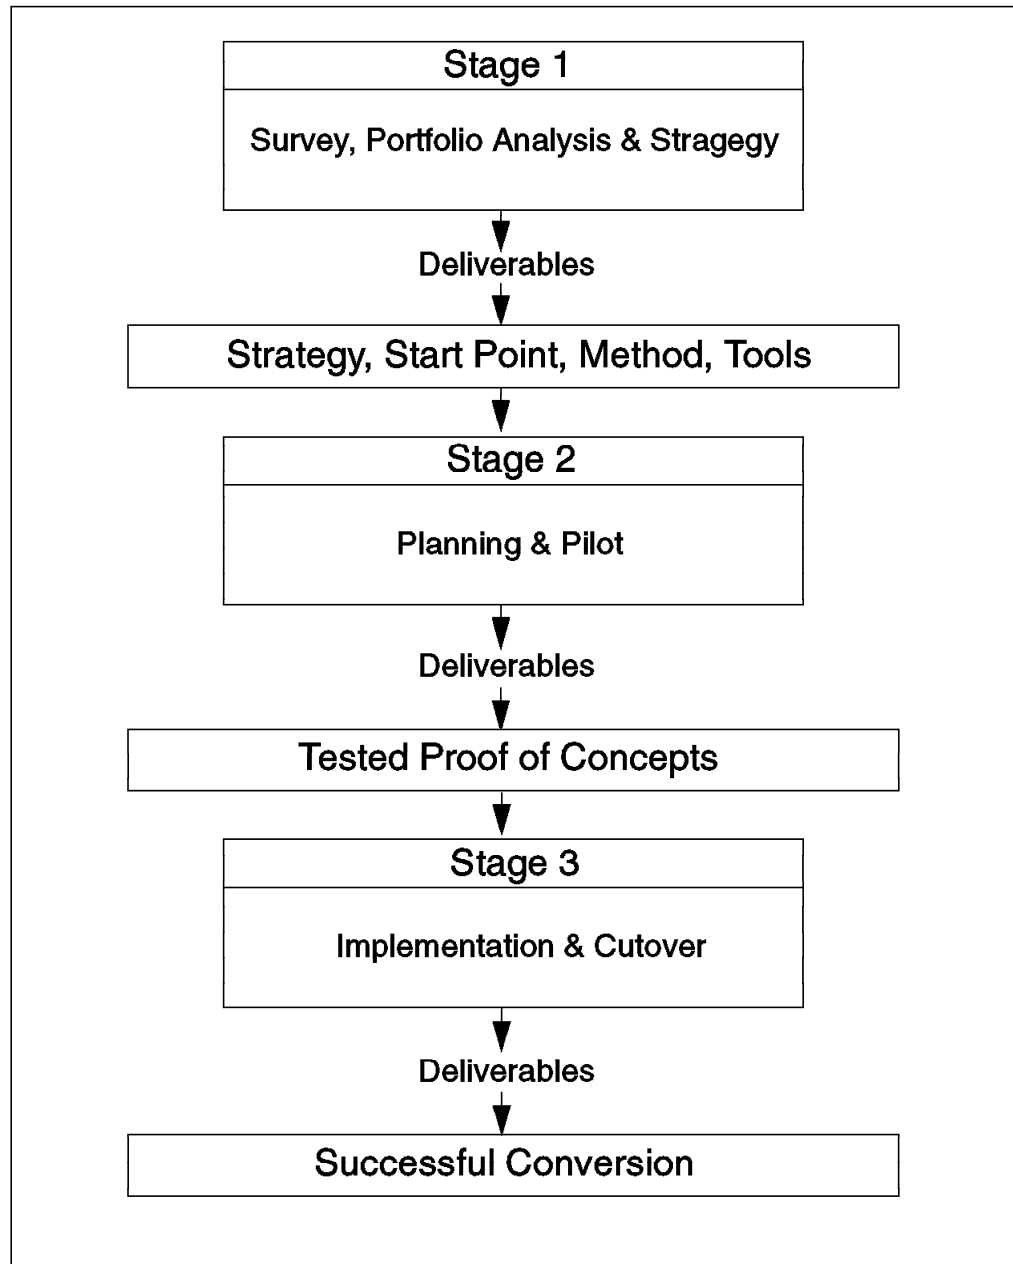 Stage 1
Survey, Portfolio Analysis & Stragegy
Deliverables
Strategy, Start Point, Method, Tools
Stage 2
Planning & Pilot
Deliverables
Tested Proof of Concepts
Stage 3
Implementation & Cutover
Deliverables
Successful Conversion